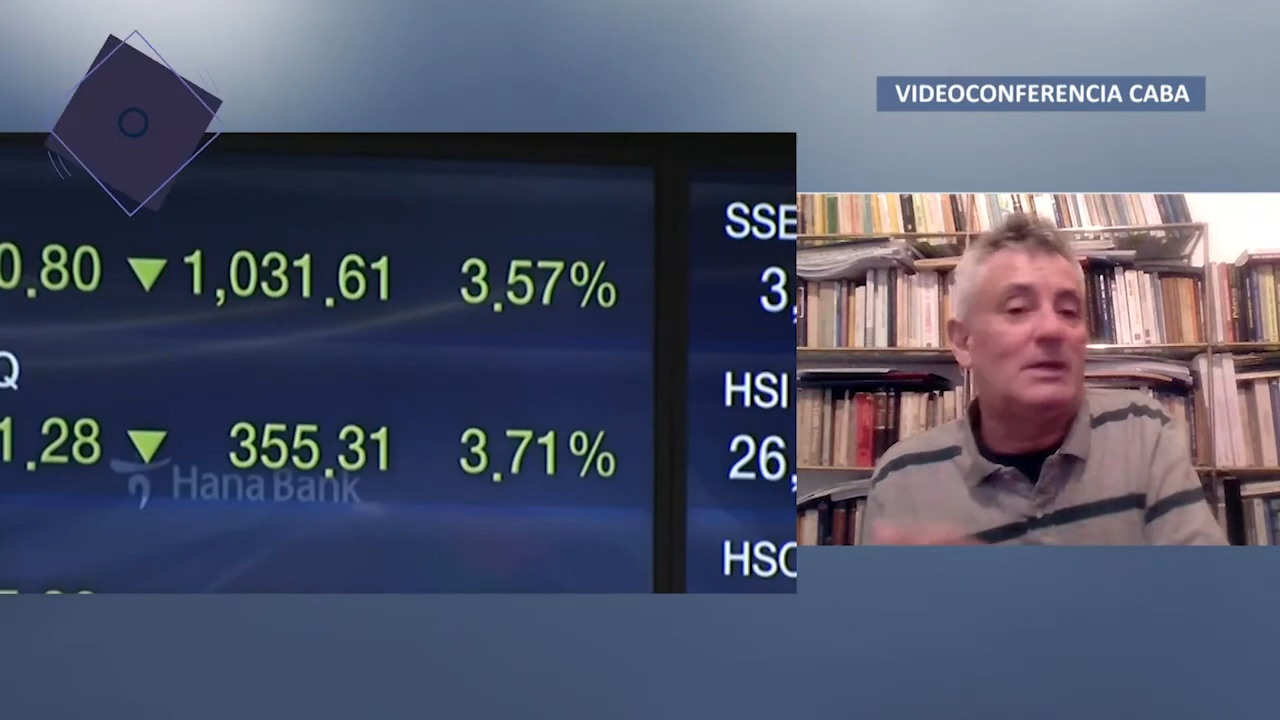 VIDEOCONFERENCIA CABA
0.80 ▼ 1,031.61 3.57%
Q
1.28 ▼ 355.31 3.71%
Hana Bank
SSE
3,
HSI
26,
HSC